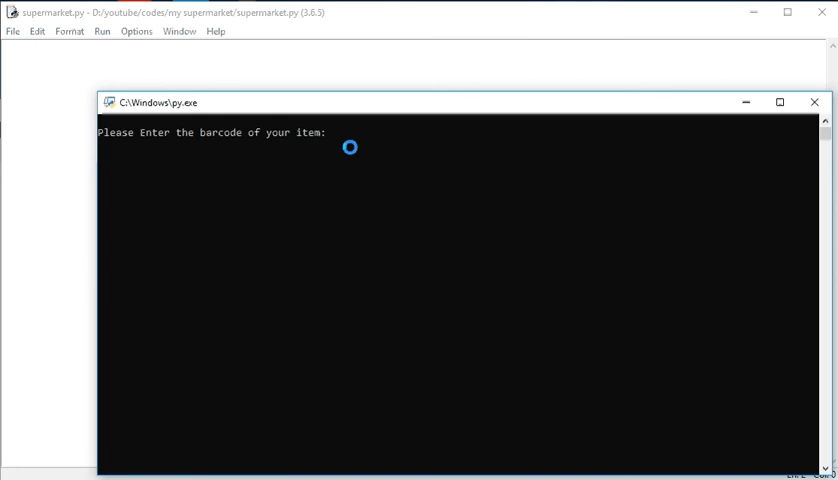 supermarket.py - D:/youtube/codes/my supermarket/supermarket.py (3.6.5)
File Edit Format Run Options Window Help
C:\Windows\py.exe
Please Enter the barcode of your item: